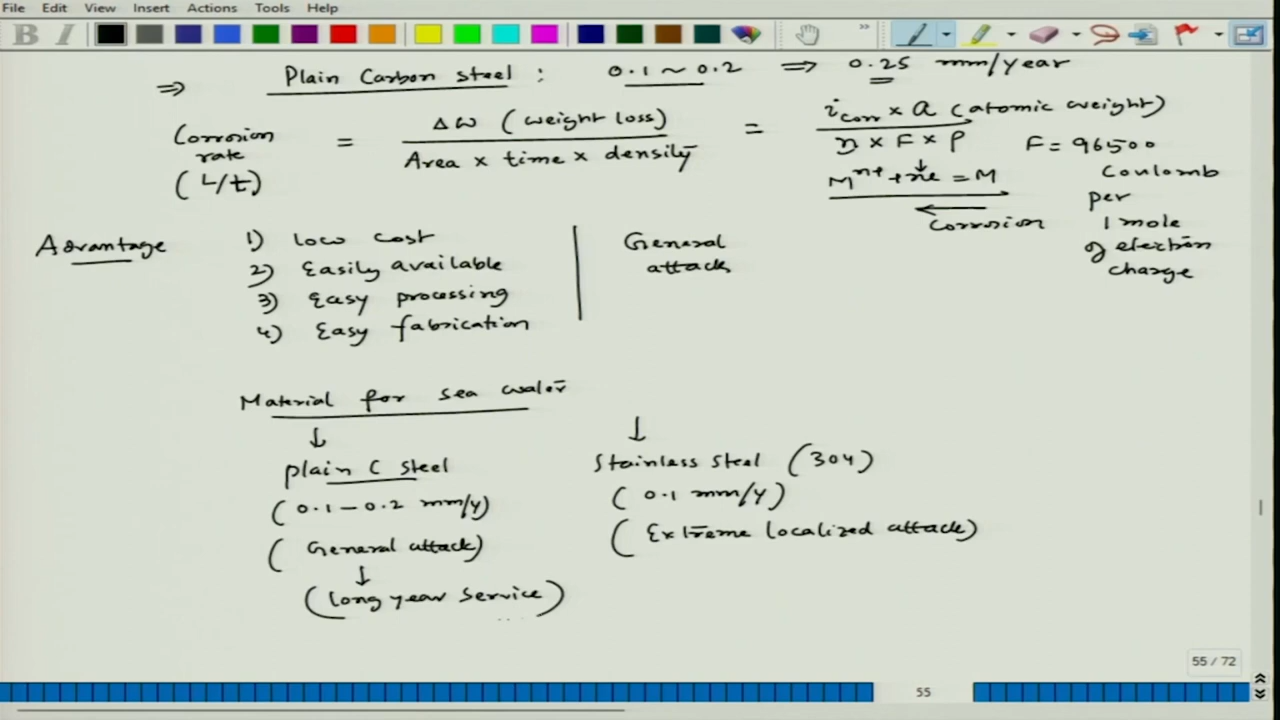 File Edit View Insert Actions Tools Help
⇒ Plain Carbon Steel : 0.1 ~ 0.2 ⇒ 0.25 mm/year
Corrosion rate (L/t) = ΔW (weight loss) / Area × time × density = i_corr × a (atomic weight) / n × F × ρ
F = 96500 Coulomb per 1 mole of electron charge
M^n+ + ne = M
← Corrosion
Advantage
1) low cost
2) Easily available
3) Easy processing
4) Easy fabrication
General attack
Material for sea water
↓
plain C steel
(0.1 – 0.2 mm/y)
(General attack)
↓
(long year service)
↓
Stainless steel (304)
(0.1 mm/y)
(Extreme localized attack)
55 / 72
55